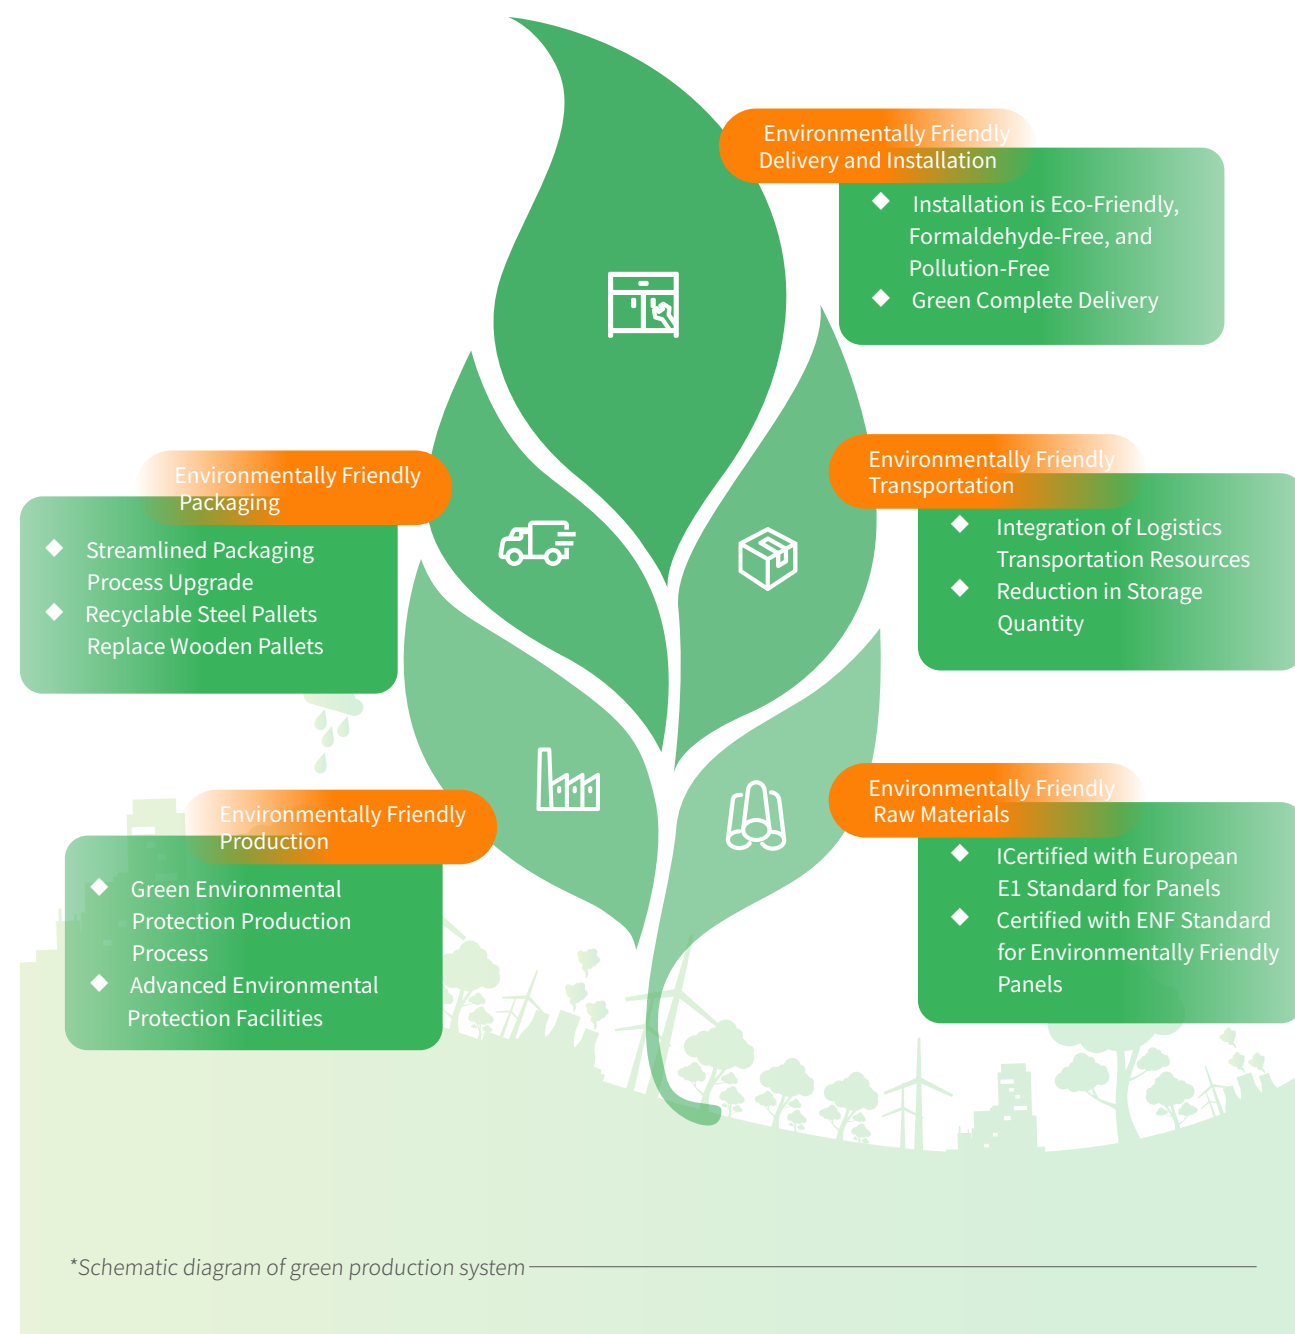 Environmentally Friendly
Delivery and Installation
Installation is Eco-Friendly,
Formaldehyde-Free, and
Pollution-Free
Green Complete Delivery
Environmentally Friendly
Packaging
Streamlined Packaging
Process Upgrade
Recyclable Steel Pallets
Replace Wooden Pallets
Environmentally Friendly
Transportation
Integration of Logistics
Transportation Resources
Reduction in Storage
Quantity
Environmentally Friendly
Production
Green Environmental
Protection Production
Process
Advanced Environmental
Protection Facilities
Environmentally Friendly
Raw Materials
ICertified with European
E1 Standard for Panels
Certified with ENF Standard
for Environmentally Friendly
Panels
*Schematic diagram of green production system